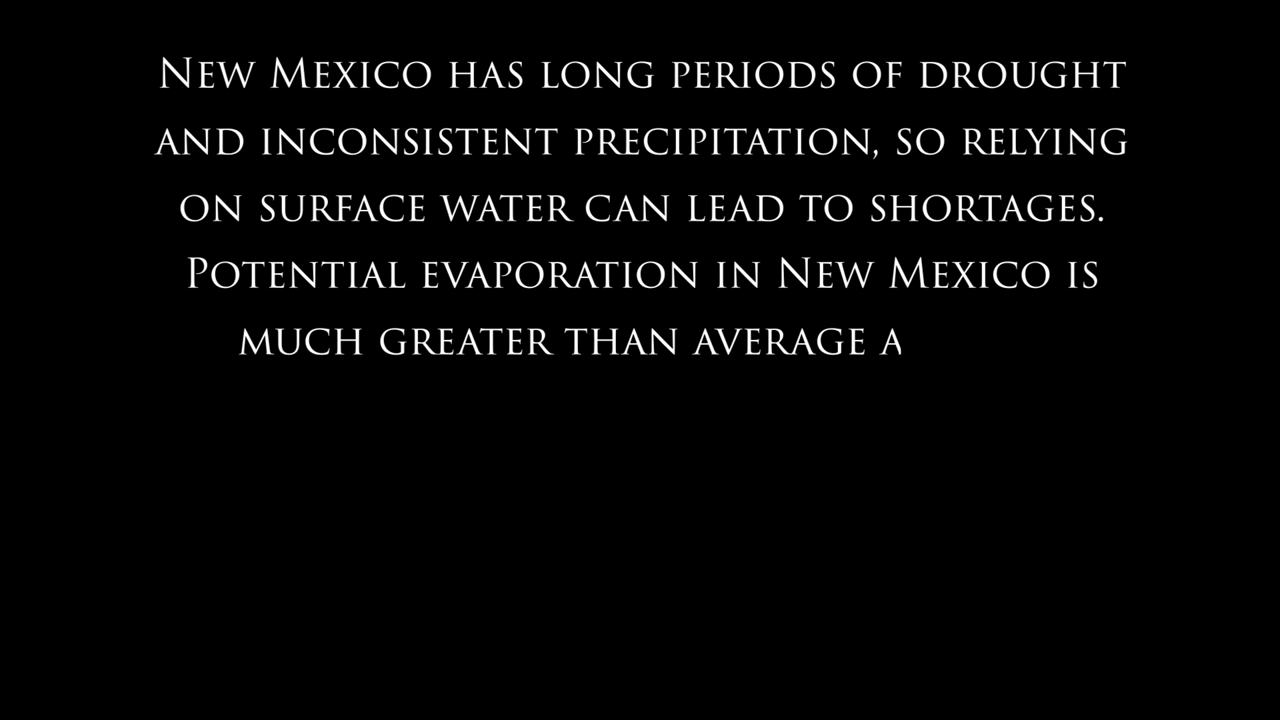 New Mexico has long periods of drought
and inconsistent precipitation, so relying
on surface water can lead to shortages.
Potential evaporation in New Mexico is
much greater than average a